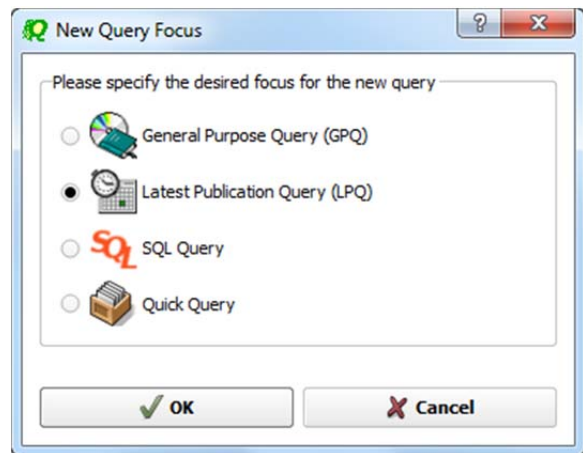 New Query Focus
?
Please specify the desired focus for the new query
General Purpose Query (GPQ)
Latest Publication Query (LPQ)
SQL SQL Query
Quick Query
OK Cancel